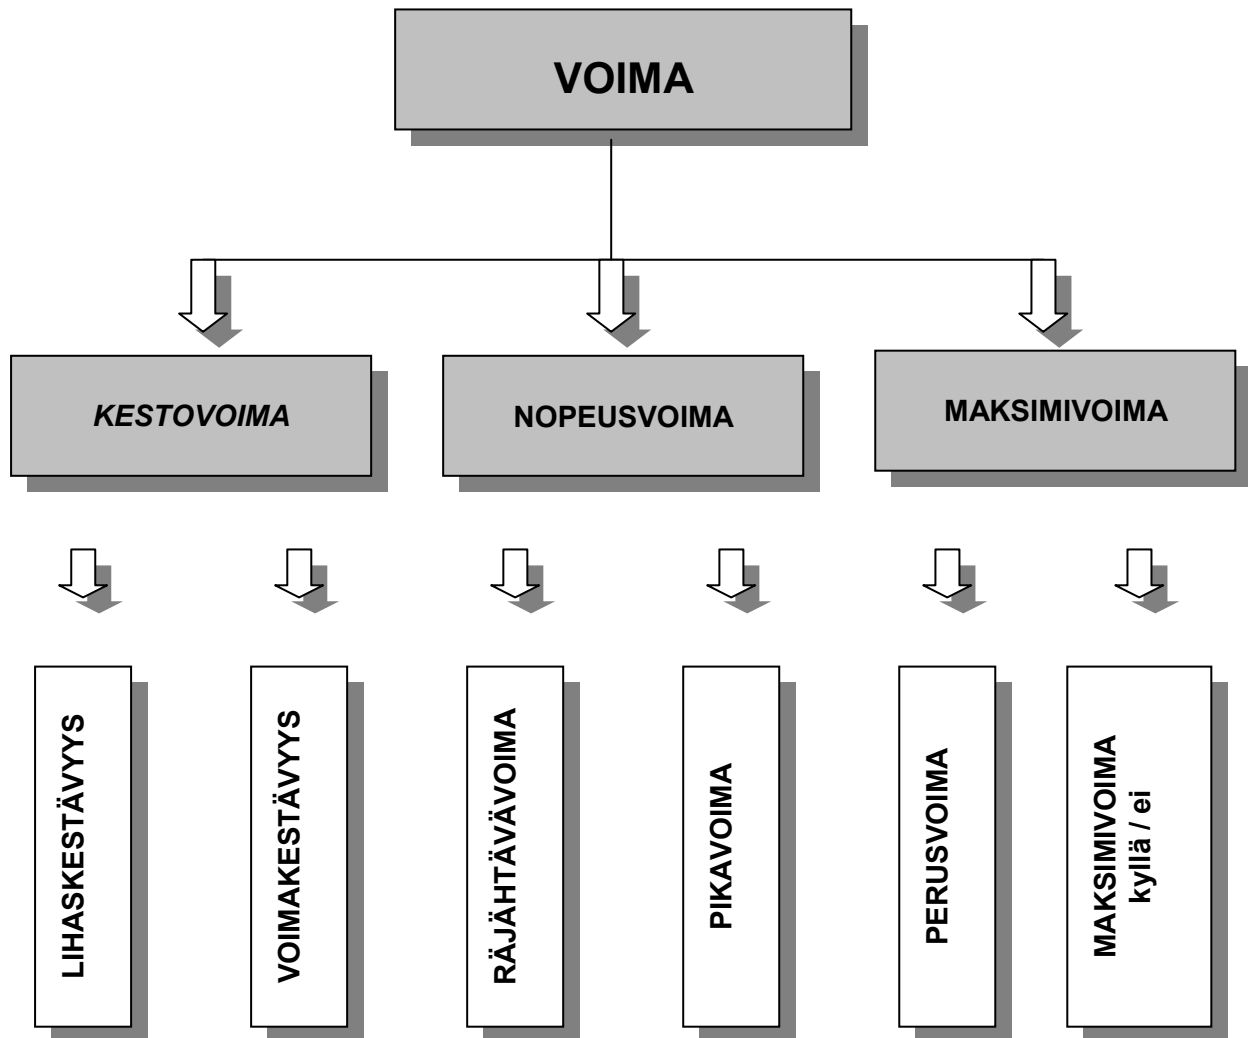 VOIMA
KESTOVOIMA
NOPEUSVOIMA
MAKSIMIVOIMA
LIHASKESTÄVYYS
VOIMAKESTÄVYYS
RÄJÄHTÄVÄVOIMA
PIKAVOIMA
PERUSVOIMA
MAKSIMIVOIMA
kyllä / ei